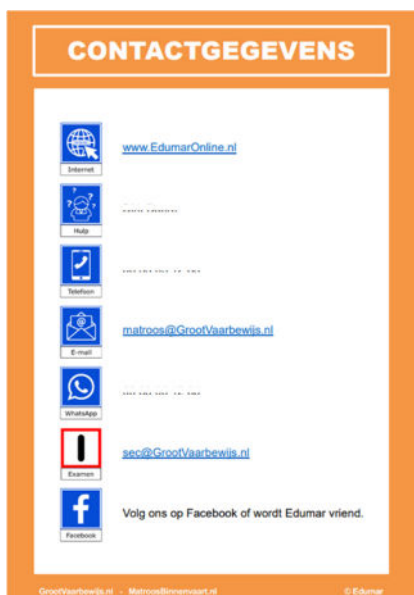 CONTACTGEGEVENS
www.EdumarOnline.nl
Internet
Hulp
Telefoon
matroos@GrootVaarbewijs.nl
E-mail
WhatsApp
sec@GrootVaarbewijs.nl
Examen
Volg ons op Facebook of wordt Edumar vriend.
Facebook
GrootVaarbewijs.nl - MatroosBinnenvaart.nl © Edumar